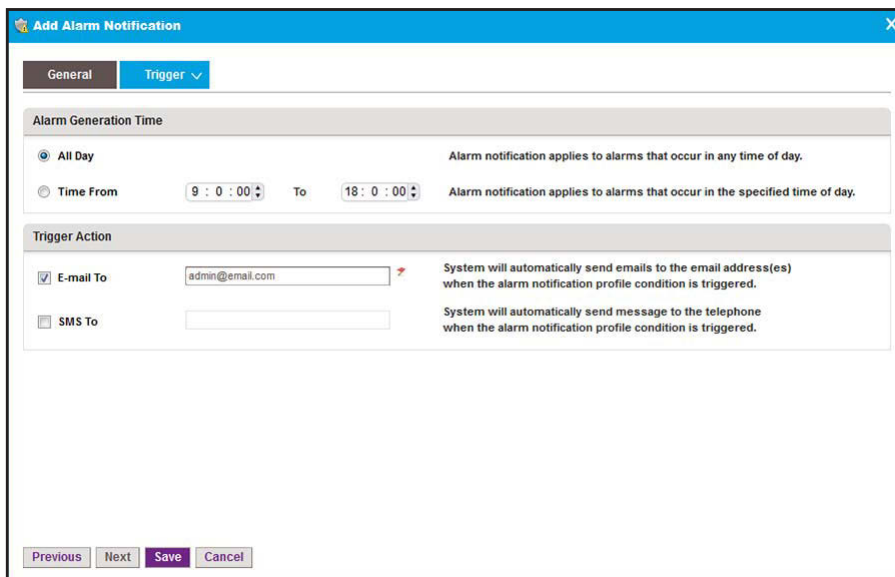 Add Alarm Notification X
General Trigger
Alarm Generation Time
All Day Alarm notification applies to alarms that occur in any time of day.
Time From 9 : 0 : 00 To 18 : 0 : 00 Alarm notification applies to alarms that occur in the specified time of day.
Trigger Action
E-mail To admin@email.com System will automatically send emails to the email address(es)
when the alarm notification profile condition is triggered.
SMS To System will automatically send message to the telephone
when the alarm notification profile condition is triggered.
Previous Next Save Cancel